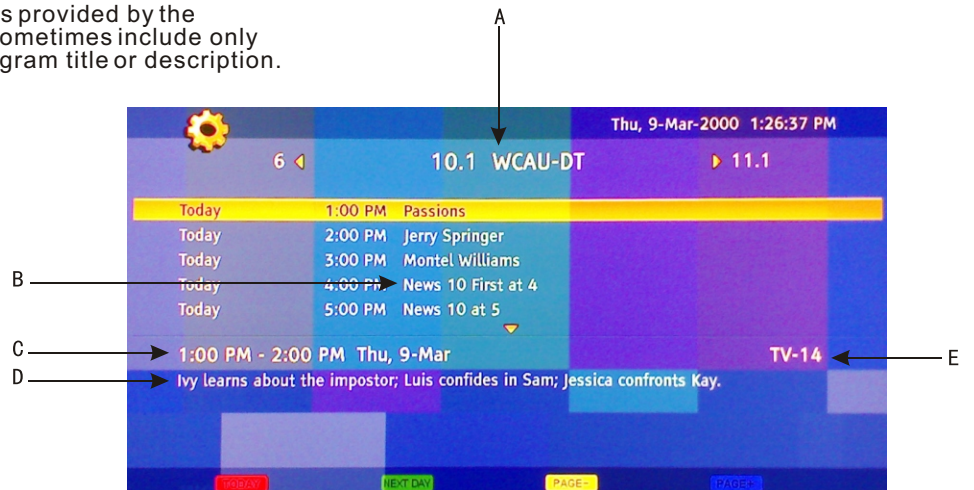 s provided by the
ometimes include only
gram title or description.
A
Thu, 9-Mar-2000 1:26:37 PM
6 10.1 WCAU-DT 11.1
Today 1:00 PM Passions
Today 2:00 PM Jerry Springer
Today 3:00 PM Montel Williams
B Today 4:00 PM News 10 First at 4
Today 5:00 PM News 10 at 5
C 1:00 PM - 2:00 PM Thu, 9-Mar TV-14 E
D Ivy learns about the impostor; Luis confides in Sam; Jessica confronts Kay.
TODAY NEXT DAY PAGE- PAGE+